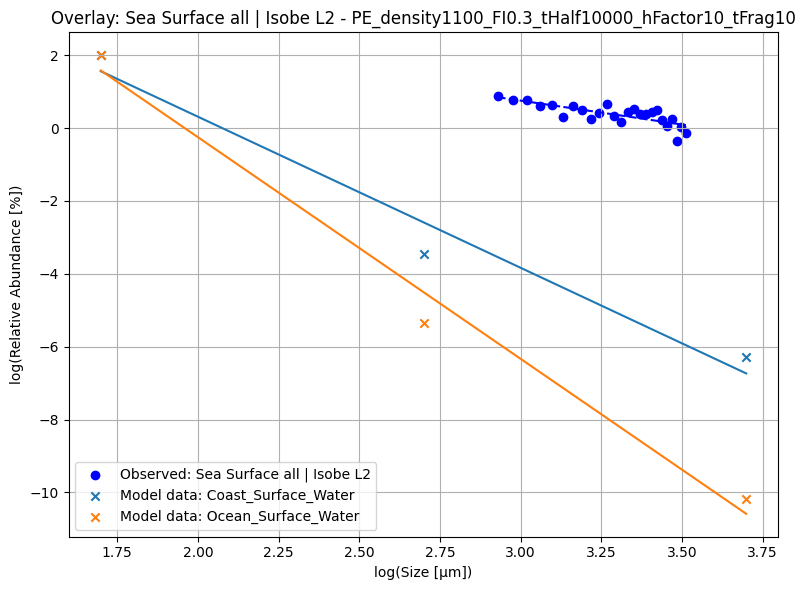 Overlay: Sea Surface all | Isobe L2 - PE_density1100_FI0.3_tHalf10000_hFactor10_tFrag10
log(Relative Abundance [%])
2
0
−2
−4
−6
−8
−10
Observed: Sea Surface all | Isobe L2
Model data: Coast_Surface_Water
Model data: Ocean_Surface_Water
1.75 2.00 2.25 2.50 2.75 3.00 3.25 3.50 3.75
log(Size [µm])